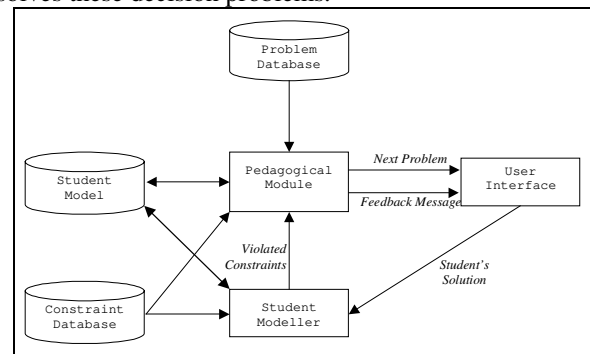 solves these decision problems.
Problem
Database
Pedagogical
Module
Next Problem
Feedback Message
User
Interface
Student
Model
Violated
Constraints
Student's
Solution
Constraint
Database
Student
Modeller